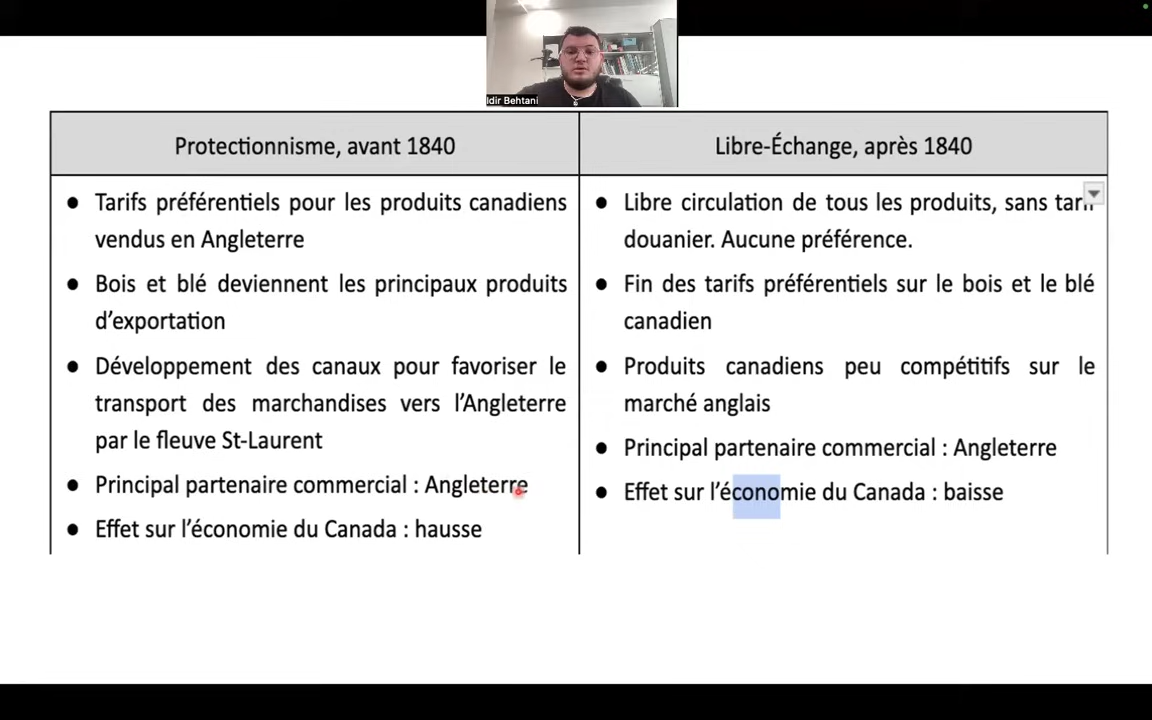 Idir Behtani
Protectionnisme, avant 1840
● Tarifs préférentiels pour les produits canadiens
vendus en Angleterre
● Bois et blé deviennent les principaux produits
d’exportation
● Développement des canaux pour favoriser le
transport des marchandises vers l’Angleterre
par le fleuve St-Laurent
● Principal partenaire commercial : Angleterre
● Effet sur l’économie du Canada : hausse
Libre-Échange, après 1840
● Libre circulation de tous les produits, sans tarif
douanier. Aucune préférence.
● Fin des tarifs préférentiels sur le bois et le blé
canadien
● Produits canadiens peu compétitifs sur le
marché anglais
● Principal partenaire commercial : Angleterre
● Effet sur l’économie du Canada : baisse